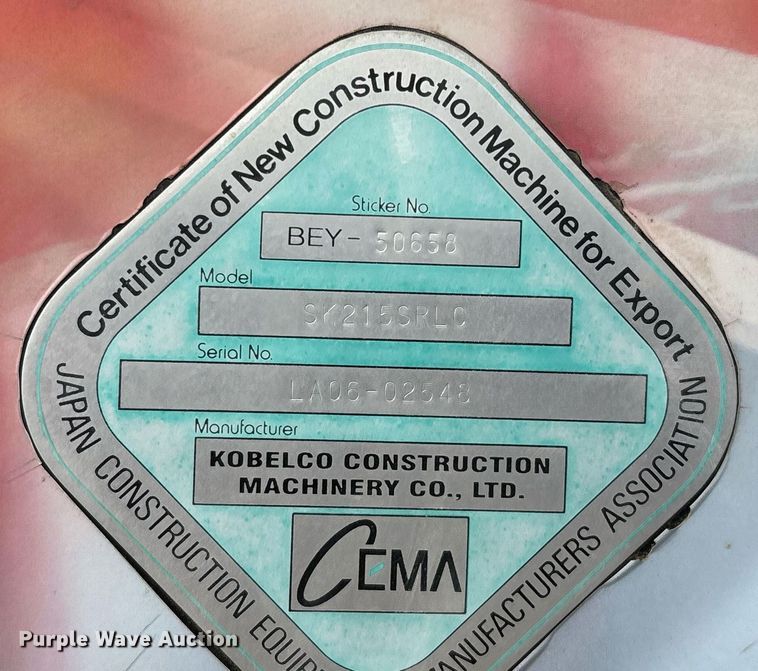 Certificate of New Construction Machine for Export
Sticker No.
BEY- 50658
Model
SK215SRLC
Serial No.
LA06-02548
Manufacturer
KOBELCO CONSTRUCTION
MACHINERY CO., LTD.
CEMA
JAPAN CONSTRUCTION EQUIP MANUFACTURERS ASSOCIATION
Purple Wave Auction